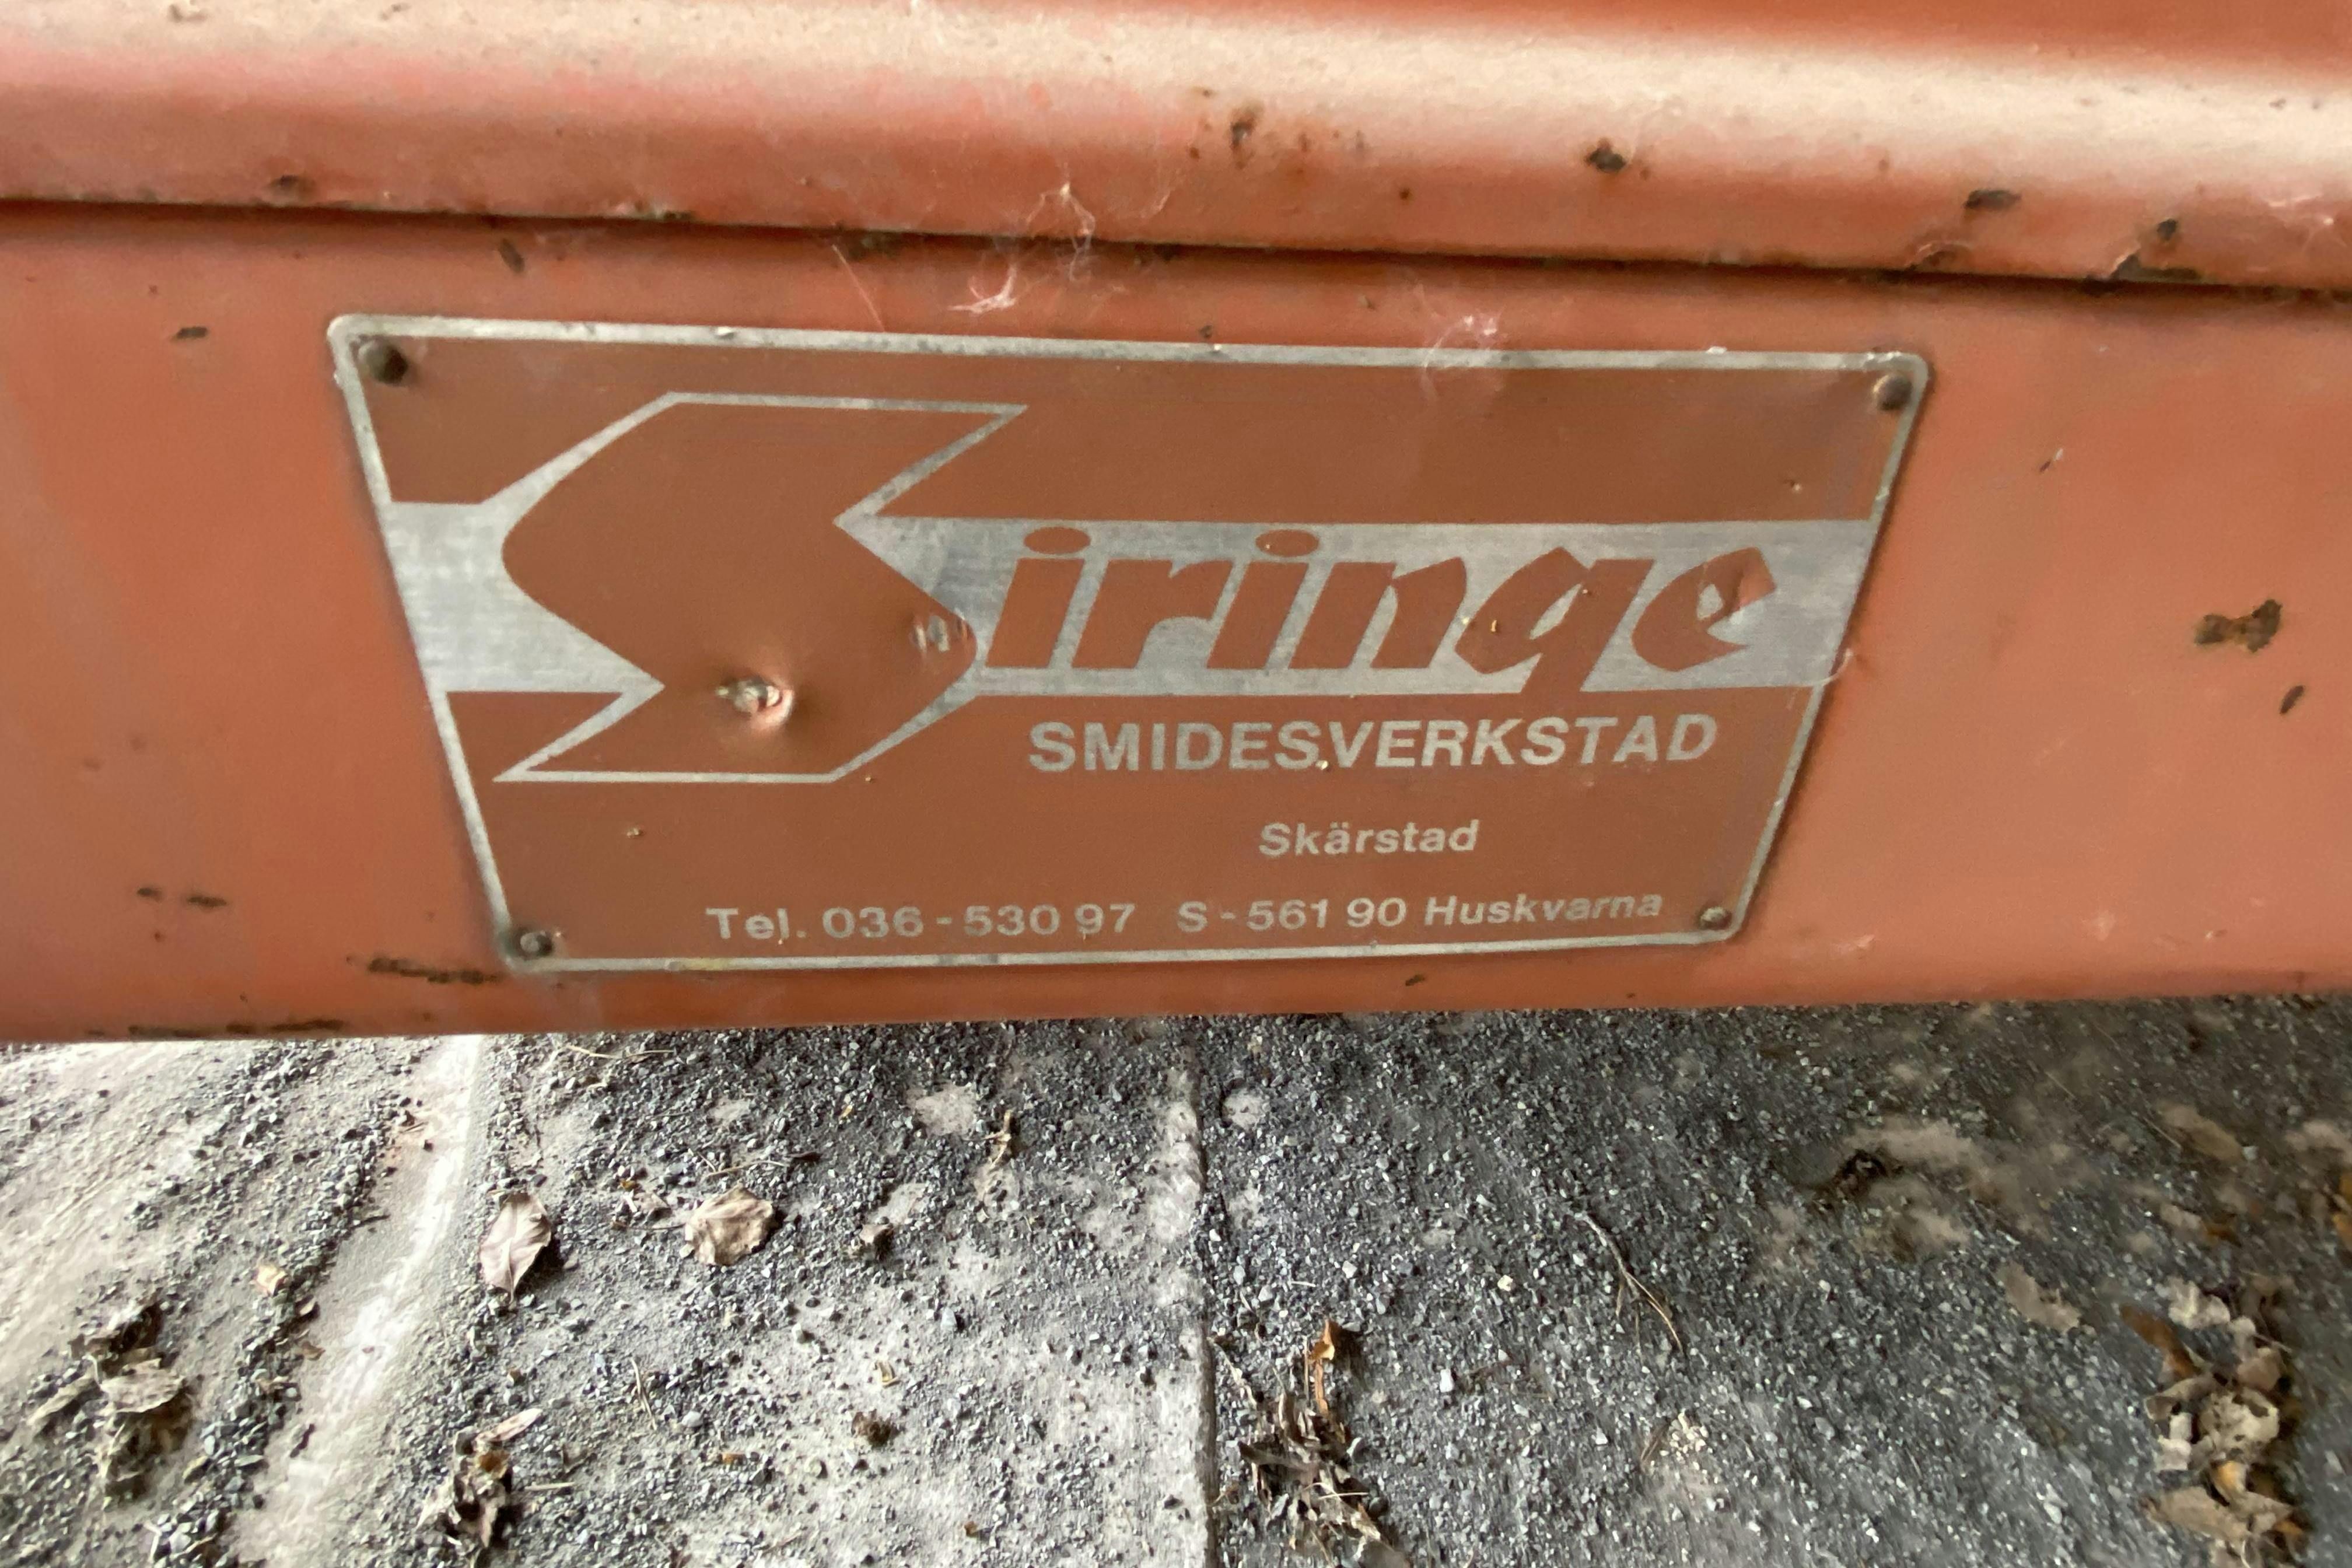 Siringe
SMIDESVERKSTAD
Skärstad
Tel. 036-530 97 S-561 90 Huskvarna